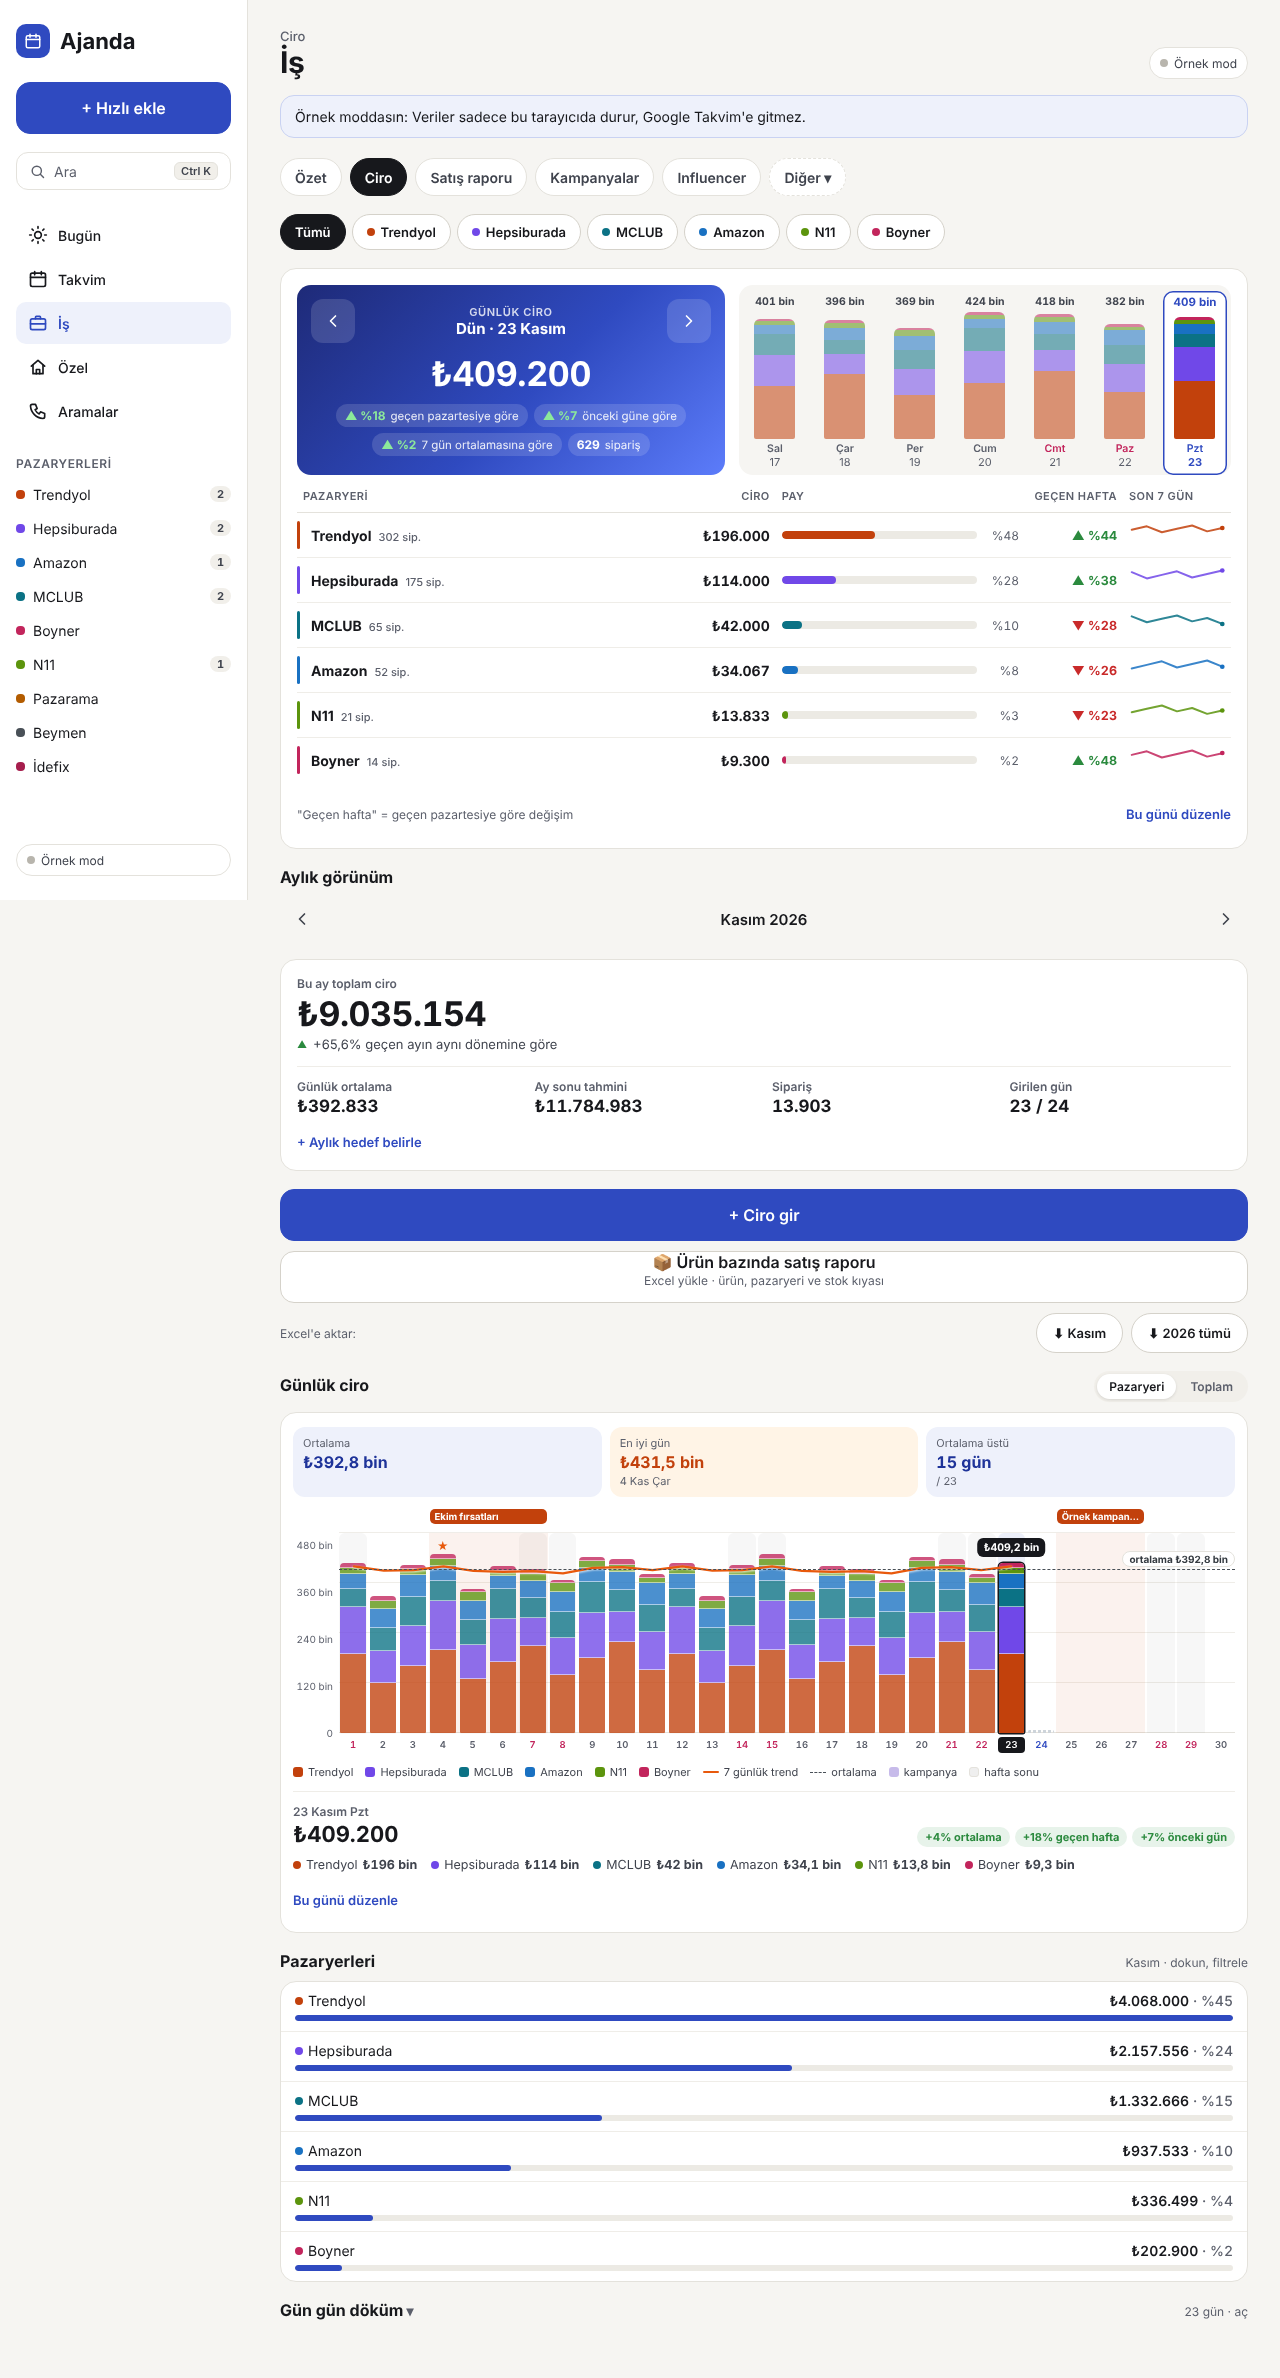 Ajanda
+ Hızlı ekle
Ara
Ctrl K
Bugün
Takvim
İş
Özel
Aramalar
PAZARYERLERİ
Trendyol 2
Hepsiburada 2
Amazon 1
MCLUB 2
Boyner
N11 1
Pazarama
Beymen
İdefix
Örnek mod
Ciro
İş
Örnek mod
Örnek moddasın: Veriler sadece bu tarayıcıda durur, Google Takvim'e gitmez.
Özet Ciro Satış raporu Kampanyalar Influencer Diğer ▾
Tümü Trendyol Hepsiburada MCLUB Amazon N11 Boyner
GÜNLÜK CİRO
Dün · 23 Kasım
₺409.200
▲ %18 geçen pazartesiye göre ▲ %7 önceki güne göre
▲ %2 7 gün ortalamasına göre 629 sipariş
401 bin 396 bin 369 bin 424 bin 418 bin 382 bin 409 bin
Sal Çar Per Cum Cmt Paz Pzt
17 18 19 20 21 22 23
PAZARYERİ CİRO PAY GEÇEN HAFTA SON 7 GÜN
Trendyol 302 sip. ₺196.000 %48 ▲ %44
Hepsiburada 175 sip. ₺114.000 %28 ▲ %38
MCLUB 65 sip. ₺42.000 %10 ▼ %28
Amazon 52 sip. ₺34.067 %8 ▼ %26
N11 21 sip. ₺13.833 %3 ▼ %23
Boyner 14 sip. ₺9.300 %2 ▲ %48
"Geçen hafta" = geçen pazartesiye göre değişim
Bu günü düzenle
Aylık görünüm
Kasım 2026
Bu ay toplam ciro
₺9.035.154
▲ +65,6% geçen ayın aynı dönemine göre
Günlük ortalama Ay sonu tahmini Sipariş Girilen gün
₺392.833 ₺11.784.983 13.903 23 / 24
+ Aylık hedef belirle
+ Ciro gir
📦 Ürün bazında satış raporu
Excel yükle · ürün, pazaryeri ve stok kıyası
Excel'e aktar:
⬇ Kasım ⬇ 2026 tümü
Günlük ciro
Pazaryeri Toplam
Ortalama
₺392,8 bin
En iyi gün
₺431,5 bin
4 Kas Çar
Ortalama üstü
15 gün
/ 23
Ekim fırsatları
Örnek kampan...
★
₺409,2 bin
ortalama ₺392,8 bin
480 bin
360 bin
240 bin
120 bin
0
1 2 3 4 5 6 7 8 9 10 11 12 13 14 15 16 17 18 19 20 21 22 23 24 25 26 27 28 29 30
Trendyol Hepsiburada MCLUB Amazon N11 Boyner 7 günlük trend ortalama kampanya hafta sonu
23 Kasım Pzt
₺409.200
+4% ortalama +18% geçen hafta +7% önceki gün
Trendyol ₺196 bin Hepsiburada ₺114 bin MCLUB ₺42 bin Amazon ₺34,1 bin N11 ₺13,8 bin Boyner ₺9,3 bin
Bu günü düzenle
Pazaryerleri
Kasım · dokun, filtrele
Trendyol ₺4.068.000 · %45
Hepsiburada ₺2.157.556 · %24
MCLUB ₺1.332.666 · %15
Amazon ₺937.533 · %10
N11 ₺336.499 · %4
Boyner ₺202.900 · %2
Gün gün döküm ▾
23 gün · aç